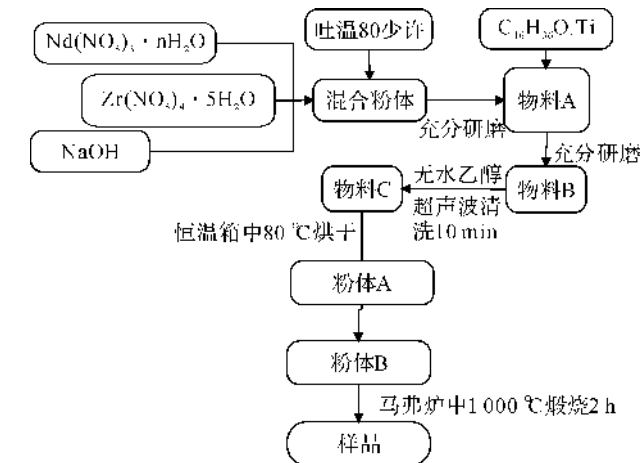 Nd(NO₃)₃·nH₂O
吐温80少许
C₁₆H₃₆O₄Ti
Zr(NO₃)₄·5H₂O
混合粉体
物料A
充分研磨
NaOH
充分研磨
物料C
无水乙醇
物料B
超声波清
洗10 min
恒温箱中80 ℃烘干
粉体A
粉体B
马弗炉中1 000 ℃煅烧2 h
样品